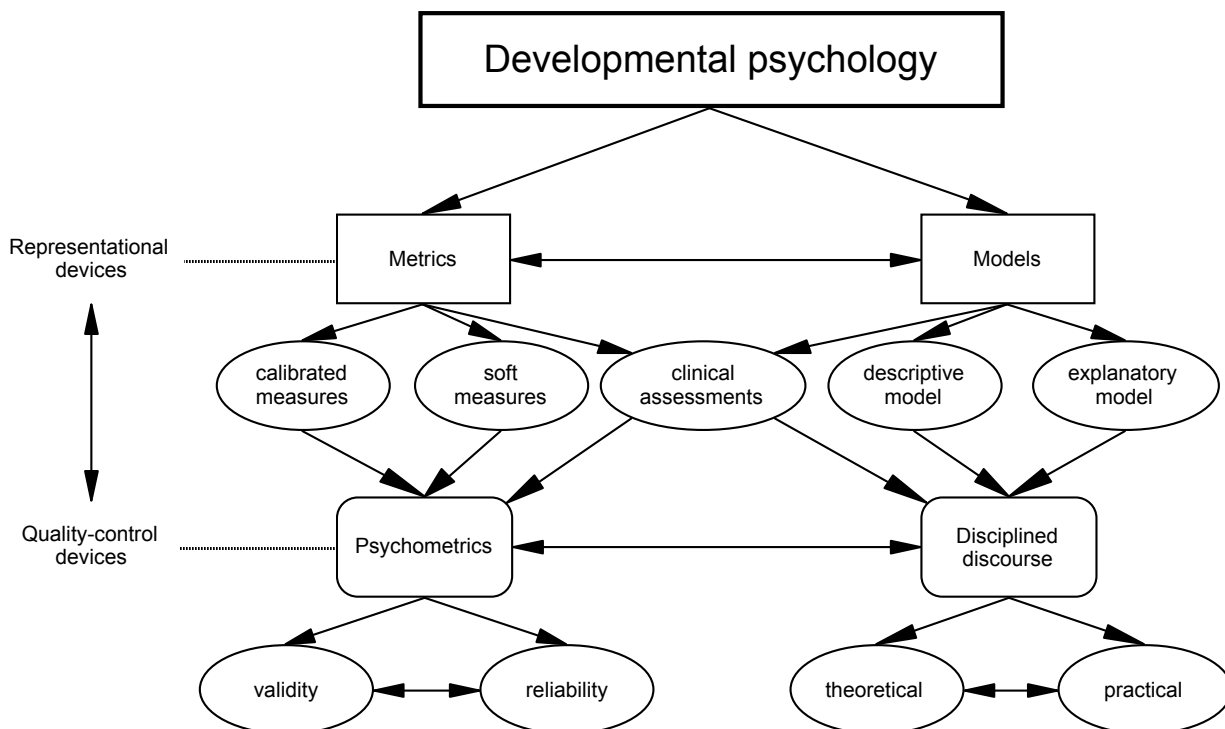 Developmental psychology
Representational
devices
Metrics
Models
calibrated
measures
soft
measures
clinical
assessments
descriptive
model
explanatory
model
Quality-control
devices
Psychometrics
Disciplined
discourse
validity
reliability
theoretical
practical